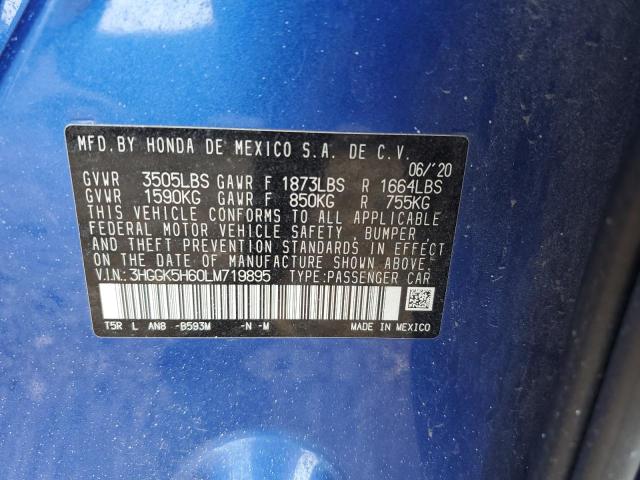 MFD. BY HONDA DE MEXICO S.A. DE C.V.
06/'20
GVWR 3505LBS GAWR F 1873LBS R 1664LBS
GVWR 1590KG GAWR F 850KG R 755KG
THIS VEHICLE CONFORMS TO ALL APPLICABLE
FEDERAL MOTOR VEHICLE SAFETY, BUMPER
AND THEFT PREVENTION STANDARDS IN EFFECT
ON THE DATE OF MANUFACTURE SHOWN ABOVE.
V.I.N.: 3HGGK5H60LM719895 TYPE: PASSENGER CAR
T5R L AN8 -B593M -N -M MADE IN MEXICO